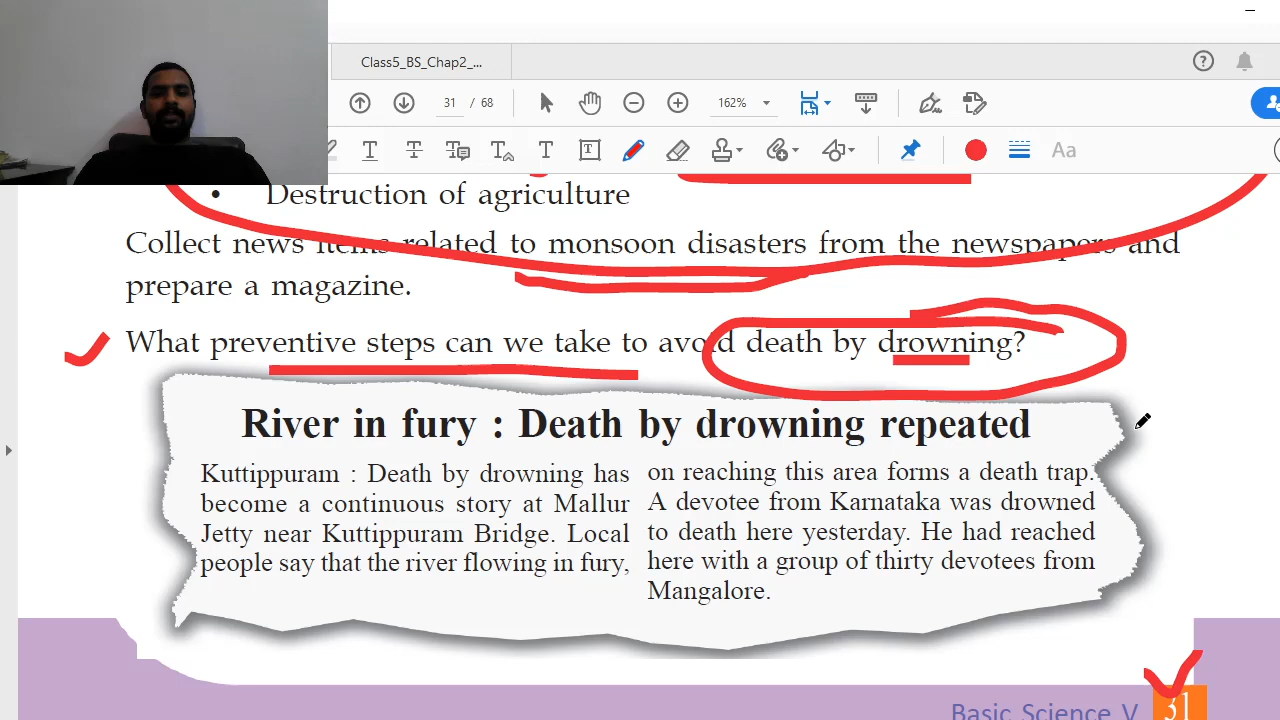 Class5_BS_Chap2_...
31 / 68
162%
Aa
• Destruction of agriculture
Collect news items related to monsoon disasters from the newspapers and
prepare a magazine.
What preventive steps can we take to avoid death by drowning?
River in fury : Death by drowning repeated
Kuttippuram : Death by drowning has
become a continuous story at Mallur
Jetty near Kuttippuram Bridge. Local
people say that the river flowing in fury,
on reaching this area forms a death trap.
A devotee from Karnataka was drowned
to death here yesterday. He had reached
here with a group of thirty devotees from
Mangalore.
Basic Science V
31